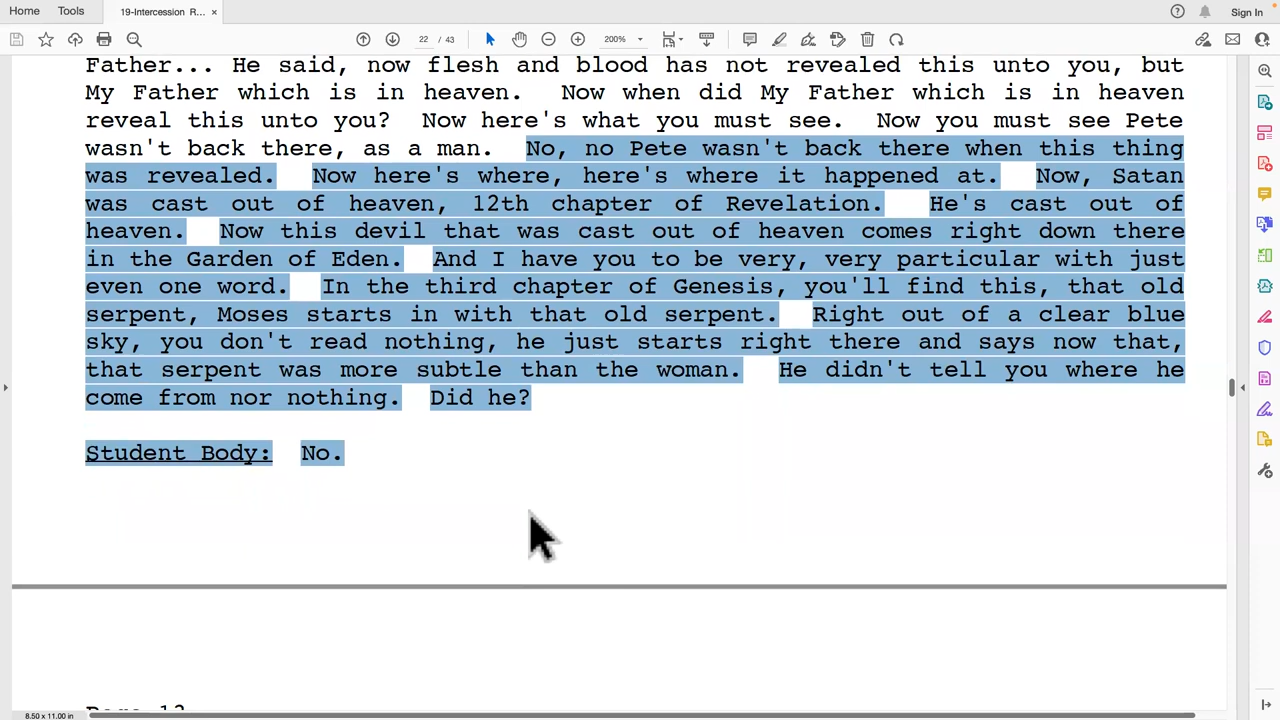 Home Tools 19-Intercession R... × Sign In
22 / 43 200%
Father... He said, now flesh and blood has not revealed this unto you, but
My Father which is in heaven. Now when did My Father which is in heaven
reveal this unto you? Now here's what you must see. Now you must see Pete
wasn't back there, as a man. No, no Pete wasn't back there when this thing
was revealed. Now here's where, here's where it happened at. Now, Satan
was cast out of heaven, 12th chapter of Revelation. He's cast out of
heaven. Now this devil that was cast out of heaven comes right down there
in the Garden of Eden. And I have you to be very, very particular with just
even one word. In the third chapter of Genesis, you'll find this, that old
serpent, Moses starts in with that old serpent. Right out of a clear blue
sky, you don't read nothing, he just starts right there and says now that,
that serpent was more subtle than the woman. He didn't tell you where he
come from nor nothing. Did he?
Student Body: No.
Page 13
8.50 x 11.00 in